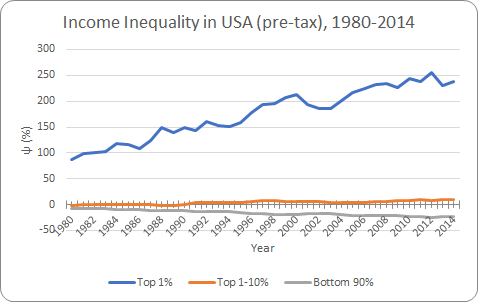 Income Inequality in USA (pre-tax), 1980-2014
300
250
200
150
100
50
0
-50
ψ (%)
1980 1982 1984 1986 1988 1990 1992 1994 1996 1998 2000 2002 2004 2006 2008 2010 2012 2014
Year
Top 1% Top 1-10% Bottom 90%